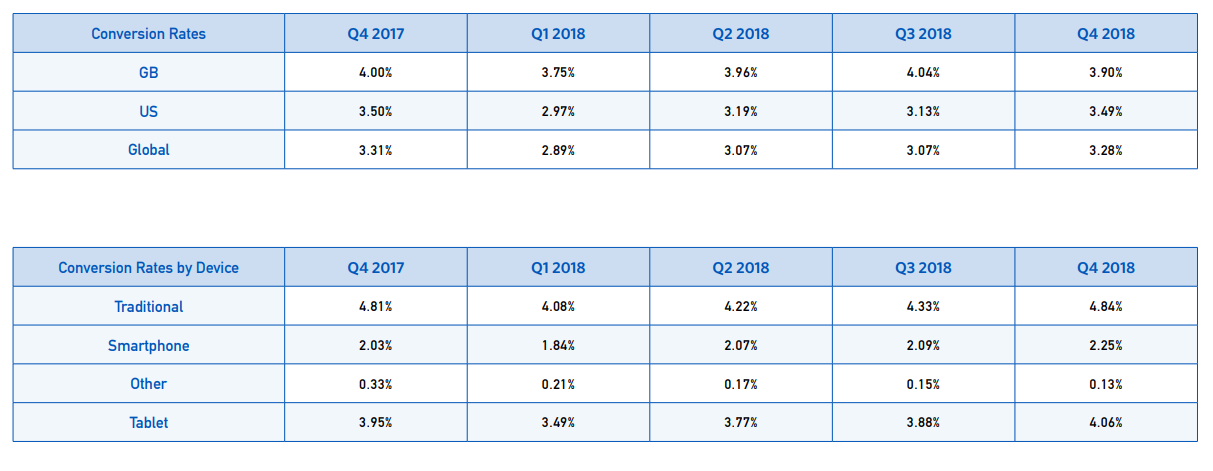 Conversion Rates Q4 2017 Q1 2018 Q2 2018 Q3 2018 Q4 2018
GB 4.00% 3.75% 3.96% 4.04% 3.90%
US 3.50% 2.97% 3.19% 3.13% 3.49%
Global 3.31% 2.89% 3.07% 3.07% 3.28%
Conversion Rates by Device Q4 2017 Q1 2018 Q2 2018 Q3 2018 Q4 2018
Traditional 4.81% 4.08% 4.22% 4.33% 4.84%
Smartphone 2.03% 1.84% 2.07% 2.09% 2.25%
Other 0.33% 0.21% 0.17% 0.15% 0.13%
Tablet 3.95% 3.49% 3.77% 3.88% 4.06%